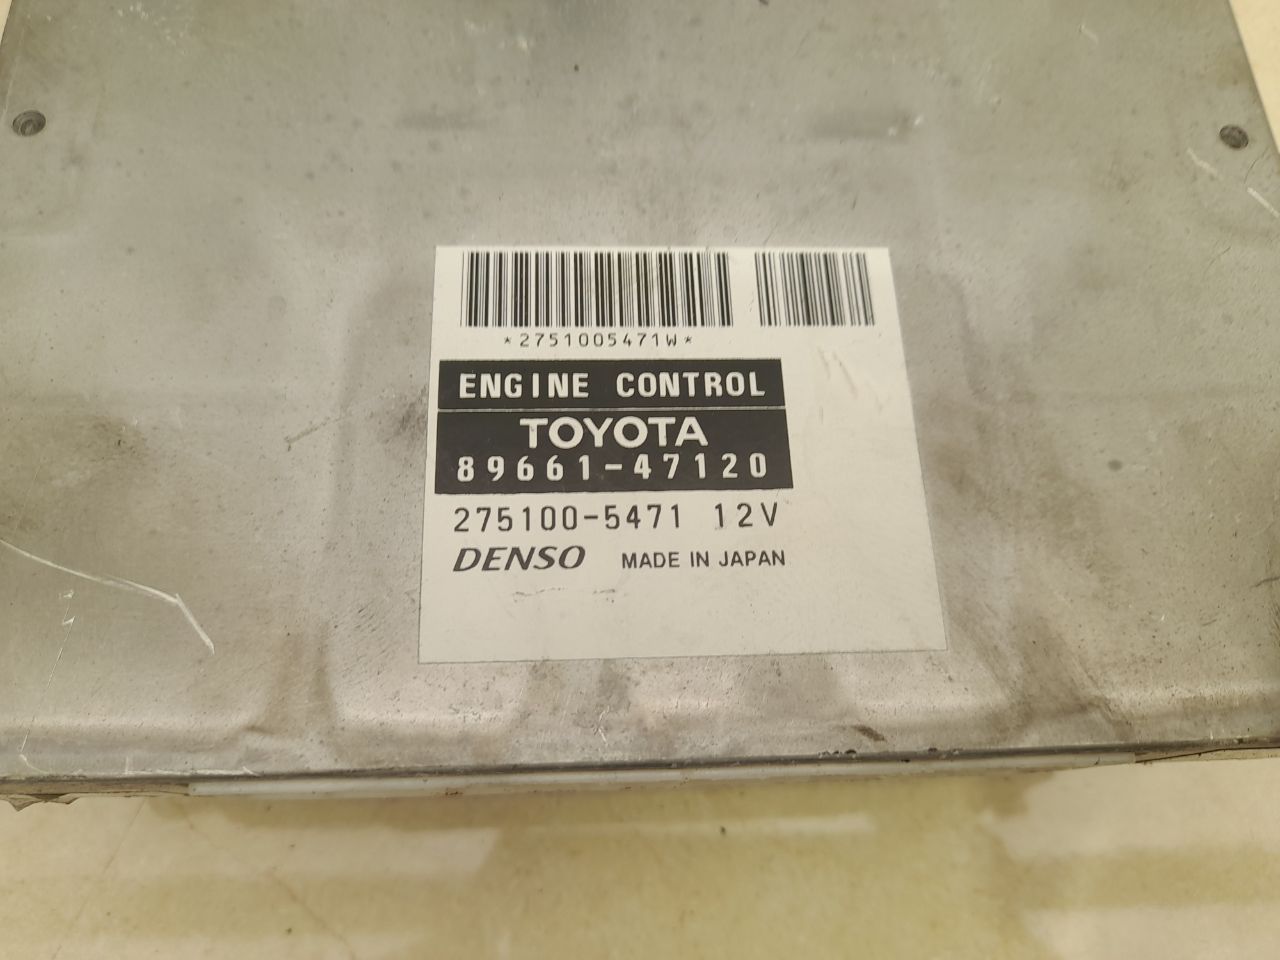 *2751005471W*
ENGINE CONTROL
TOYOTA
89661-47120
275100-5471 12V
DENSO MADE IN JAPAN